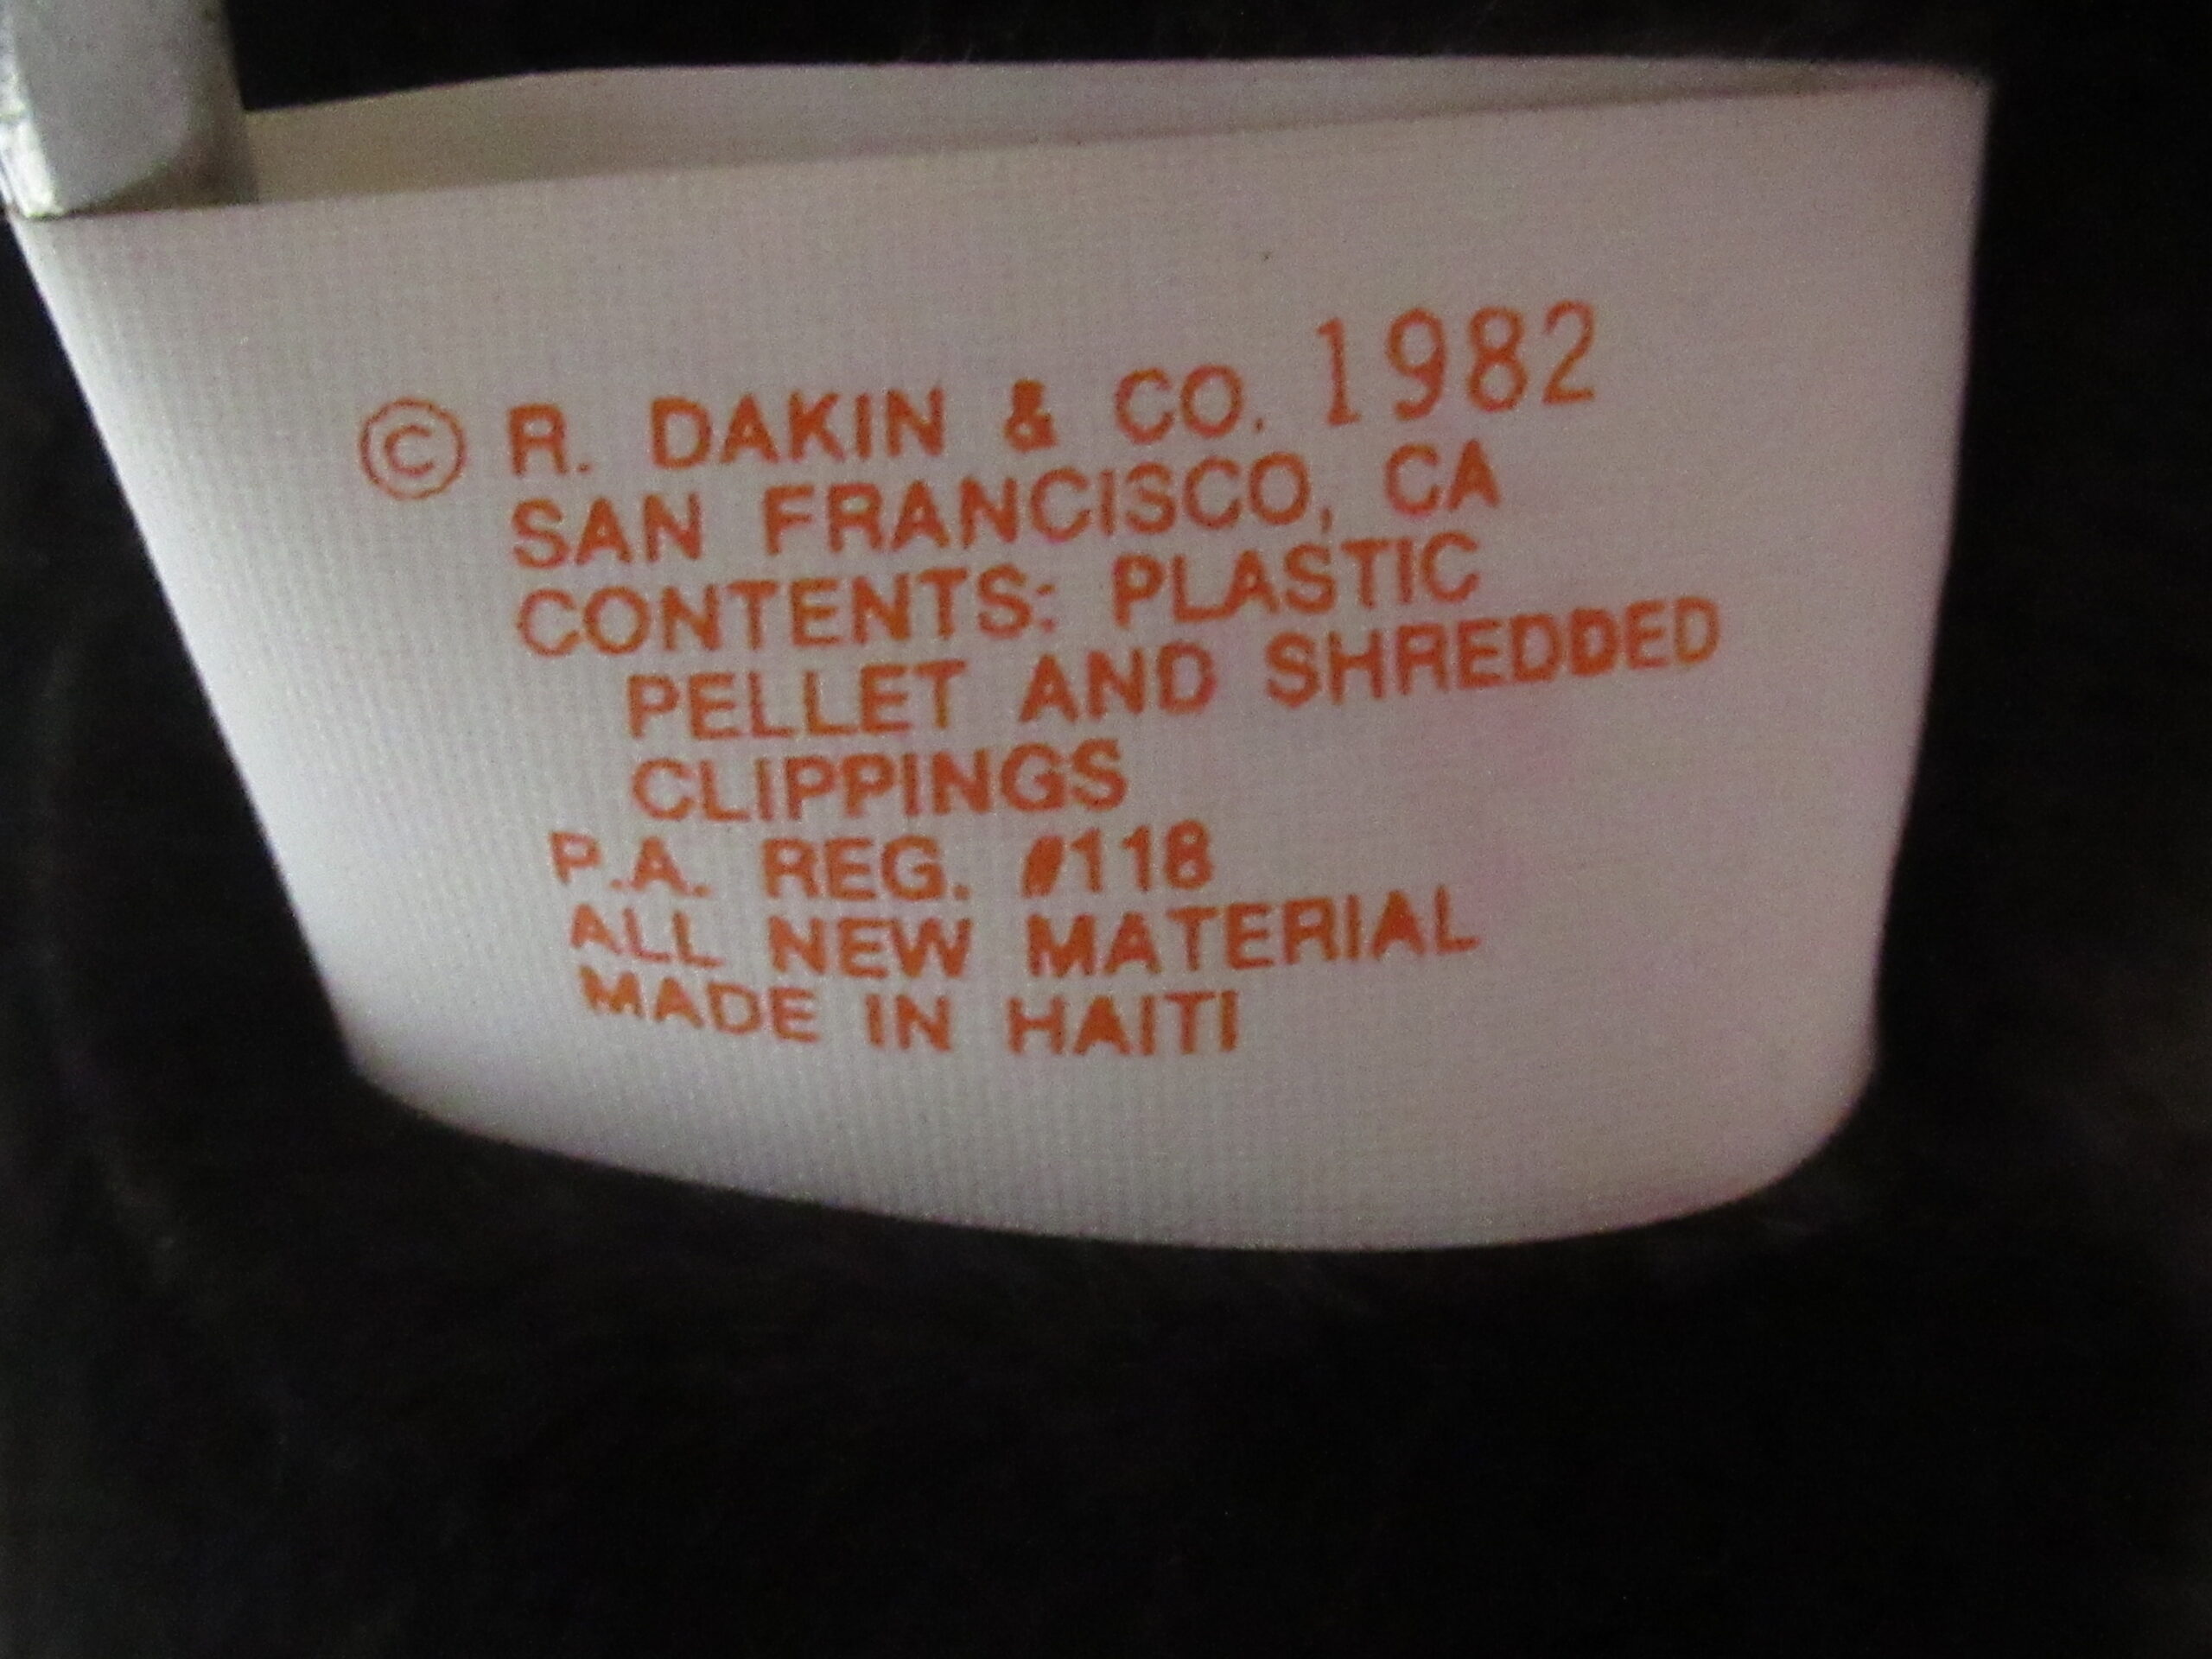 © R. DAKIN & CO. 1982
SAN FRANCISCO, CA
CONTENTS: PLASTIC
PELLET AND SHREDDED
CLIPPINGS
P.A. REG. #118
ALL NEW MATERIAL
MADE IN HAITI